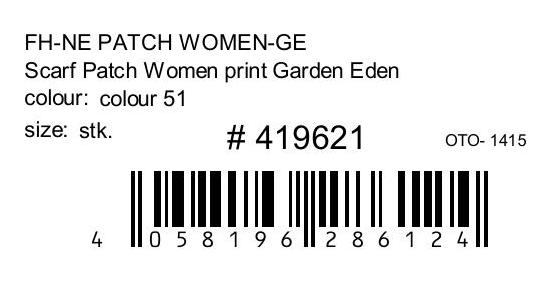 FH-NE PATCH WOMEN-GE
Scarf Patch Women print Garden Eden
colour: colour 51
size: stk.
# 419621
OTO- 1415
4 058196 286124